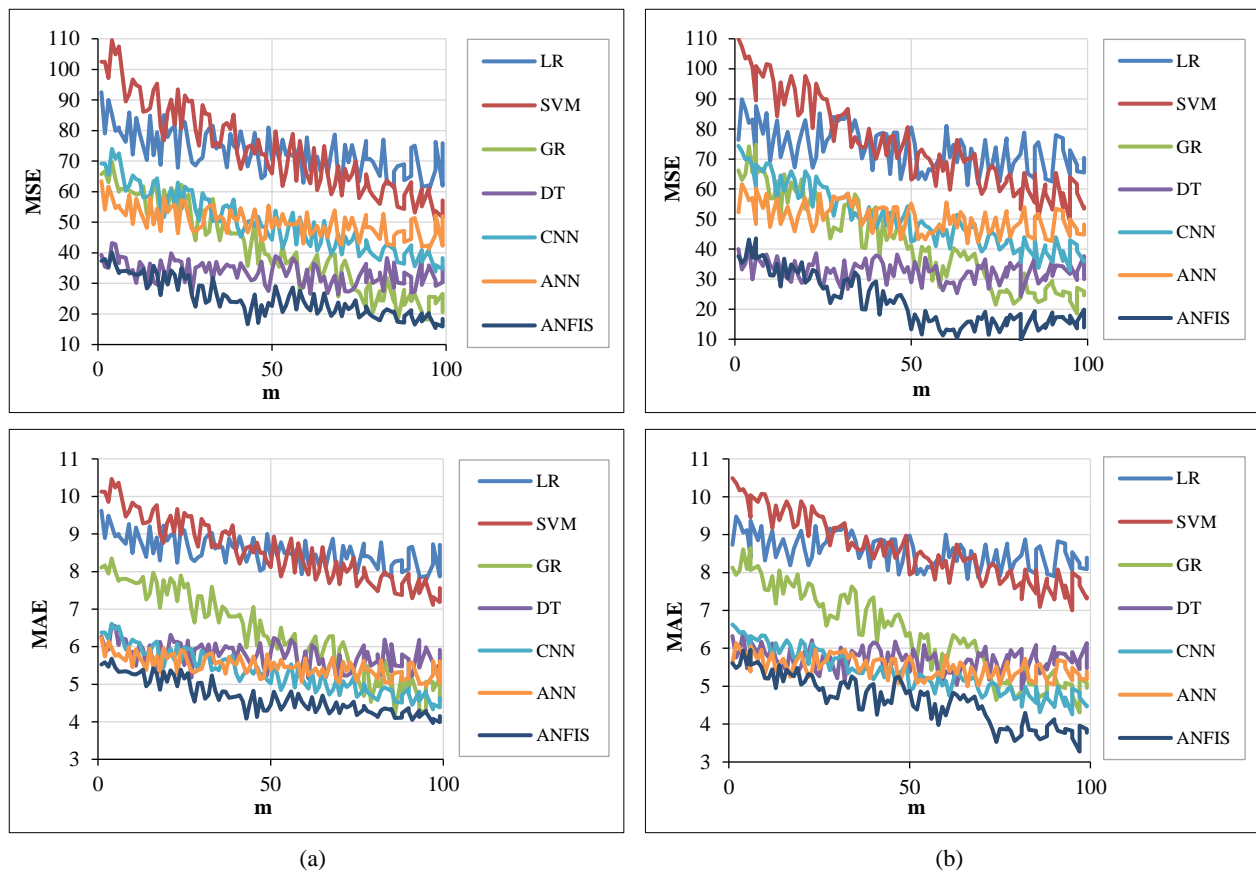 110
100
90
80
70
60
50
40
30
20
10
MSE
0
50
100
m
LR
SVM
GR
DT
CNN
ANN
ANFIS
110
100
90
80
70
60
50
40
30
20
10
MSE
0
50
100
m
LR
SVM
GR
DT
CNN
ANN
ANFIS
11
10
9
8
7
6
5
4
3
MAE
0
50
100
m
LR
SVM
GR
DT
CNN
ANN
ANFIS
11
10
9
8
7
6
5
4
3
MAE
0
50
100
m
LR
SVM
GR
DT
CNN
ANN
ANFIS
(a)
(b)